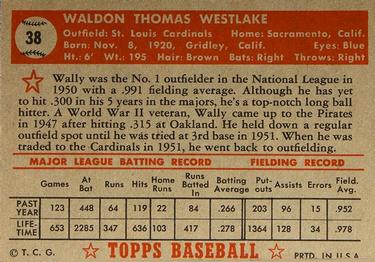 38
WALDON THOMAS WESTLAKE
Outfield: St. Louis Cardinals Home: Sacramento, Calif.
Born: Nov. 8, 1920, Gridley, Calif. Eyes: Blue
Ht.: 6' Wt.: 195 Hair: Brown Bats: Right Throws: Right
Wally was the No. 1 outfielder in the National League in
1950 with a .991 fielding average. Although he has yet
to hit .300 in his 5 years in the majors, he's a top-notch long ball
hitter. A World War II veteran, Wally came up to the Pirates
in 1947 after hitting .315 at Oakland. He held down a regular
outfield spot until he was tried at 3rd base in 1951. When he was
traded to the Cardinals in 1951, he went back to outfielding.
MAJOR LEAGUE BATTING RECORD FIELDING RECORD
Games At Bat Runs Hits Home Runs Runs Batted In Batting Average Put-outs Assists Errors Field. Avg.
PAST YEAR 123 448 64 119 22 84 .266 203 96 15 .952
LIFE-TIME 653 2285 347 636 103 417 .278 1364 128 34 .978
© T. C. G. TOPPS BASEBALL PRTD. IN U.S.A.